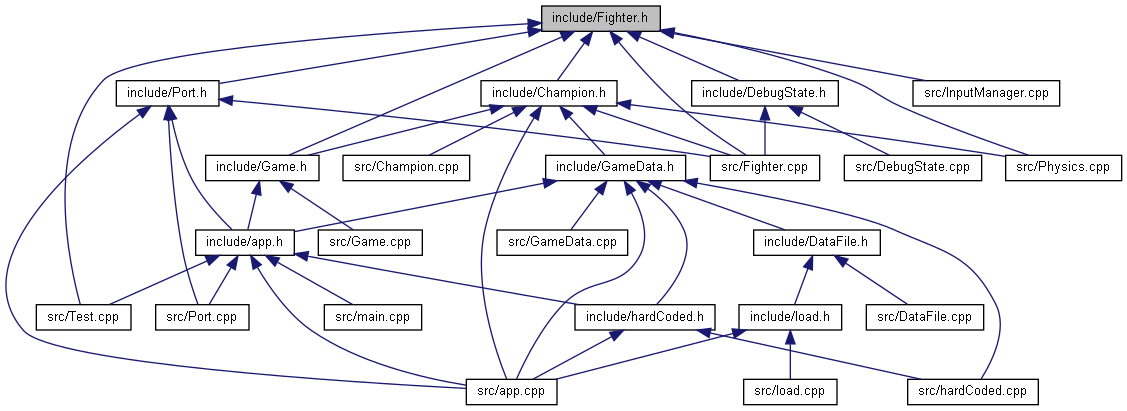 include/Fighter.h
include/Port.h
include/Champion.h
include/DebugState.h
src/InputManager.cpp
include/Game.h
src/Champion.cpp
include/GameData.h
src/Fighter.cpp
src/DebugState.cpp
src/Physics.cpp
include/app.h
src/Game.cpp
src/GameData.cpp
include/DataFile.h
src/Test.cpp
src/Port.cpp
src/main.cpp
include/hardCoded.h
include/load.h
src/DataFile.cpp
src/app.cpp
src/load.cpp
src/hardCoded.cpp